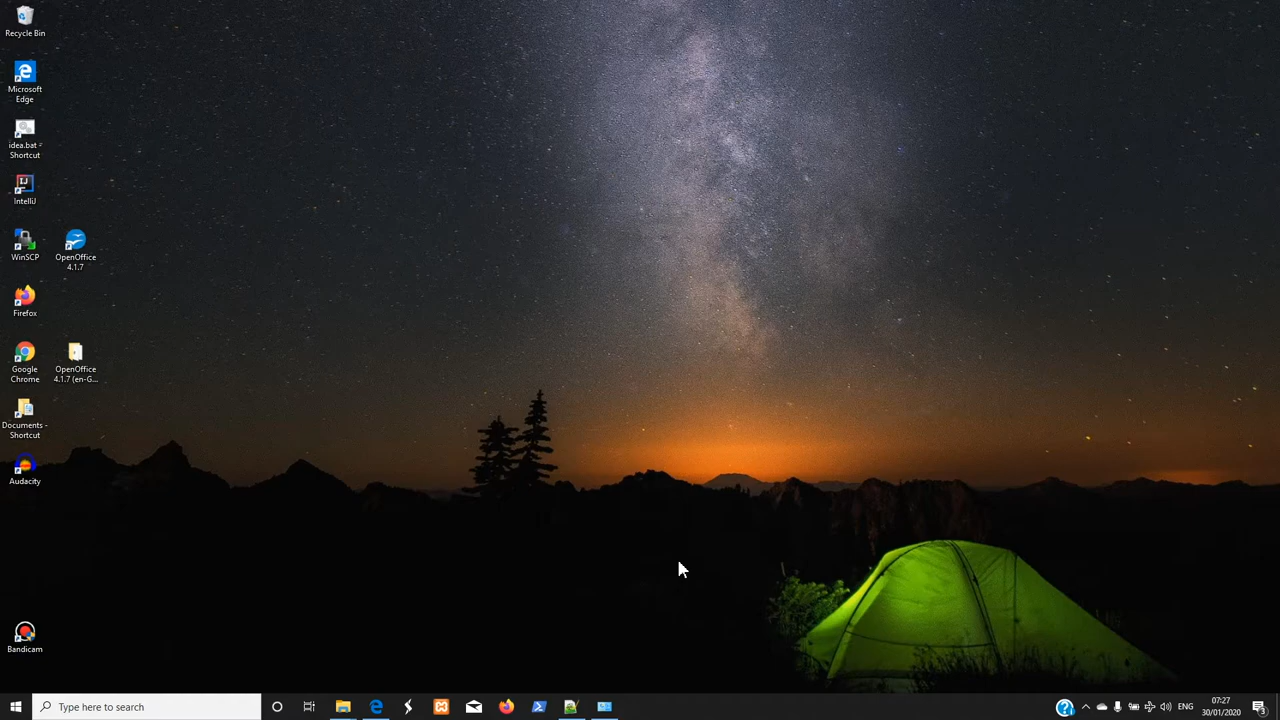 Recycle Bin
Microsoft
Edge
idea.bat -
Shortcut
IntelliJ
WinSCP
OpenOffice
4.1.7
Firefox
Google
Chrome
OpenOffice
4.1.7 (en-G...
Documents -
Shortcut
Audacity
Bandicam
Type here to search
ENG
07:27
30/01/2020